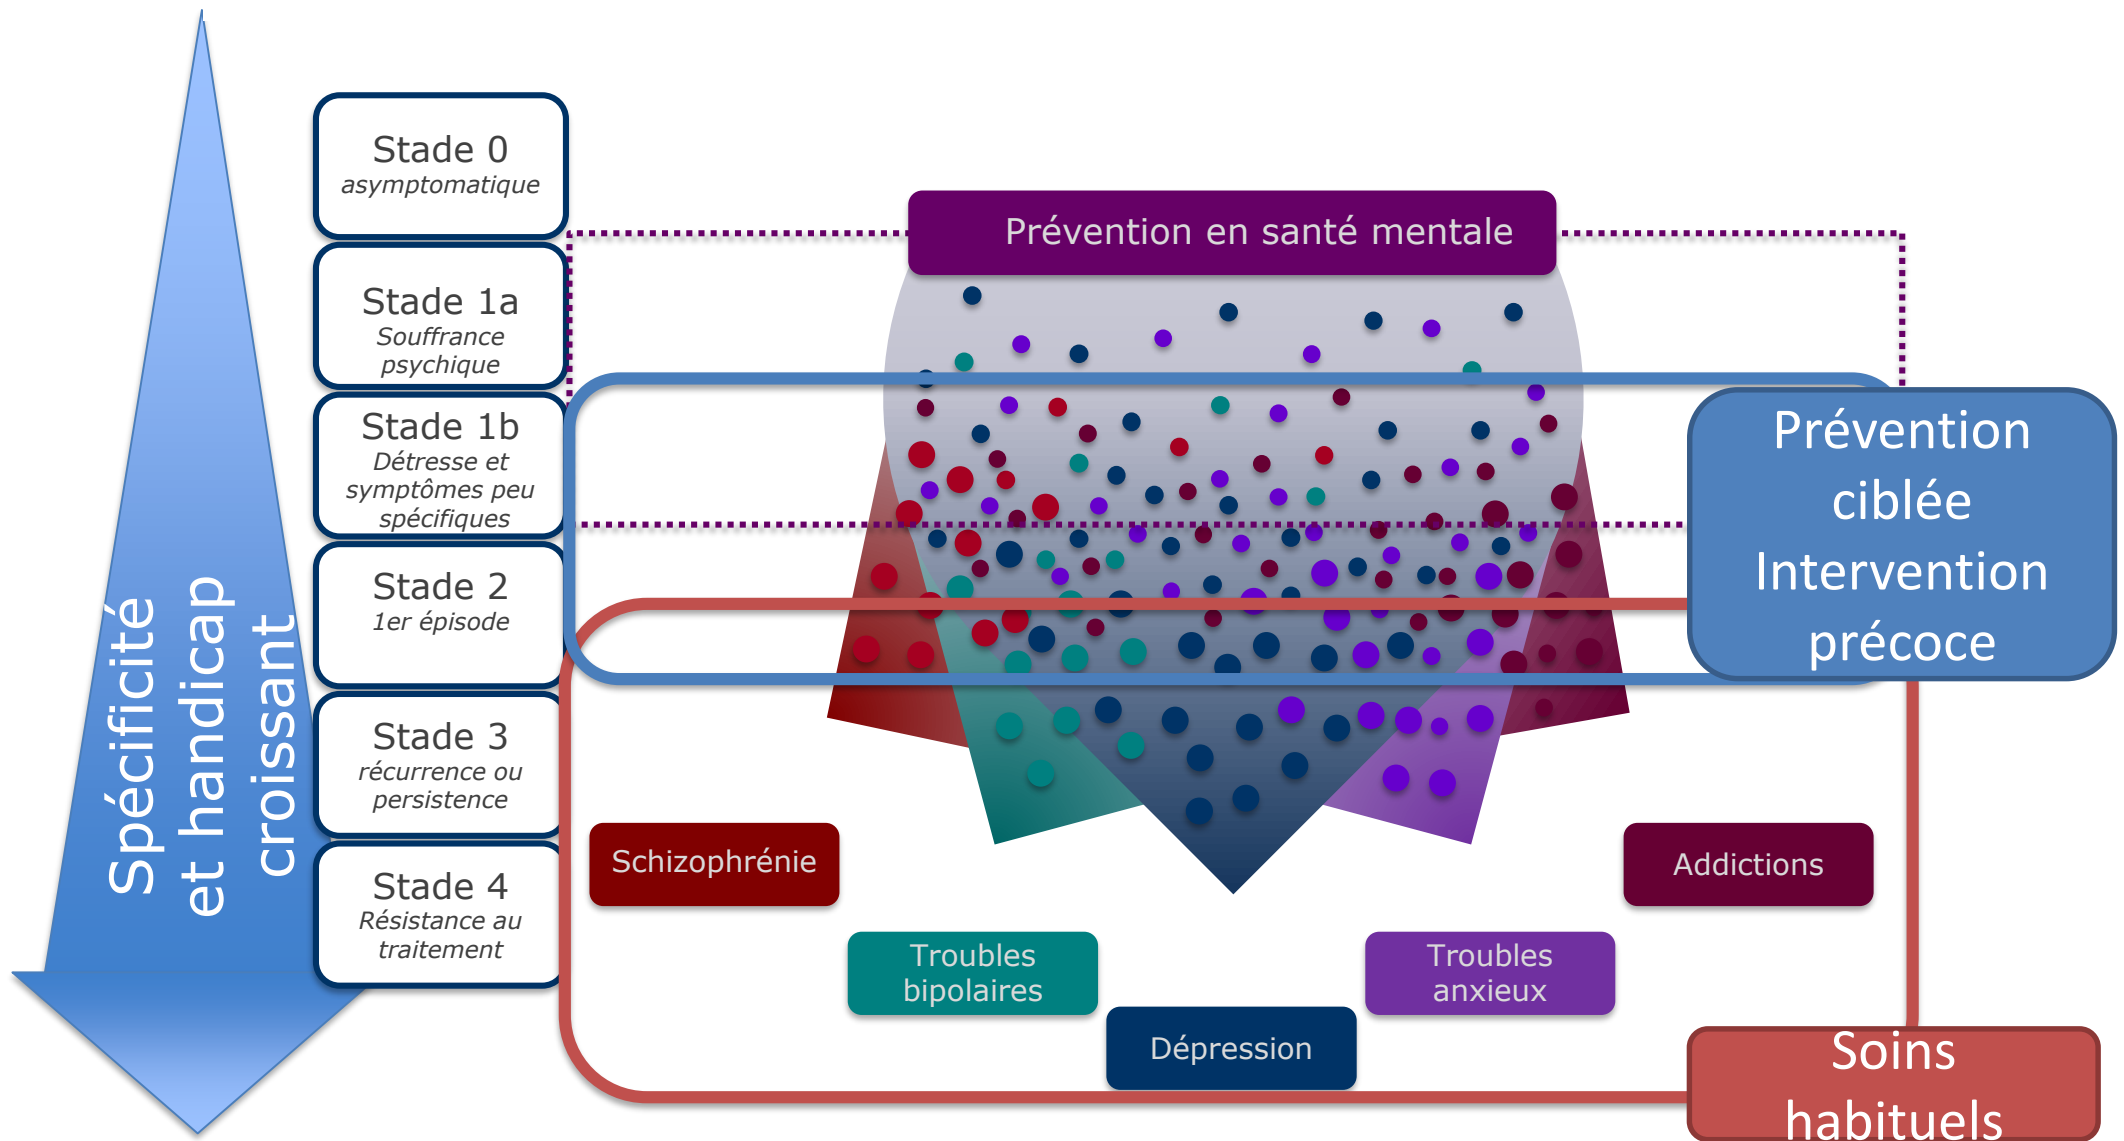 Spécificité
et handicap
croissant
Stade 0
asymptomatique
Stade 1a
Souffrance
psychique
Stade 1b
Détresse et
symptômes peu
spécifiques
Stade 2
1er épisode
Stade 3
récurrence ou
persistence
Stade 4
Résistance au
traitement
Prévention en santé mentale
Prévention
ciblée
Intervention
précoce
Schizophrénie
Addictions
Troubles
bipolaires
Troubles
anxieux
Dépression
Soins
habituels